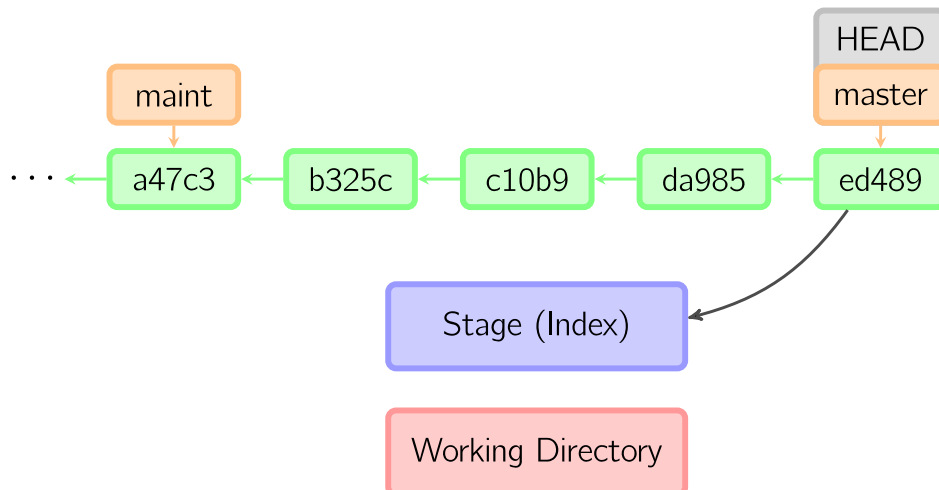 HEAD
maint
master
··· a47c3 b325c c10b9 da985 ed489
Stage (Index)
Working Directory